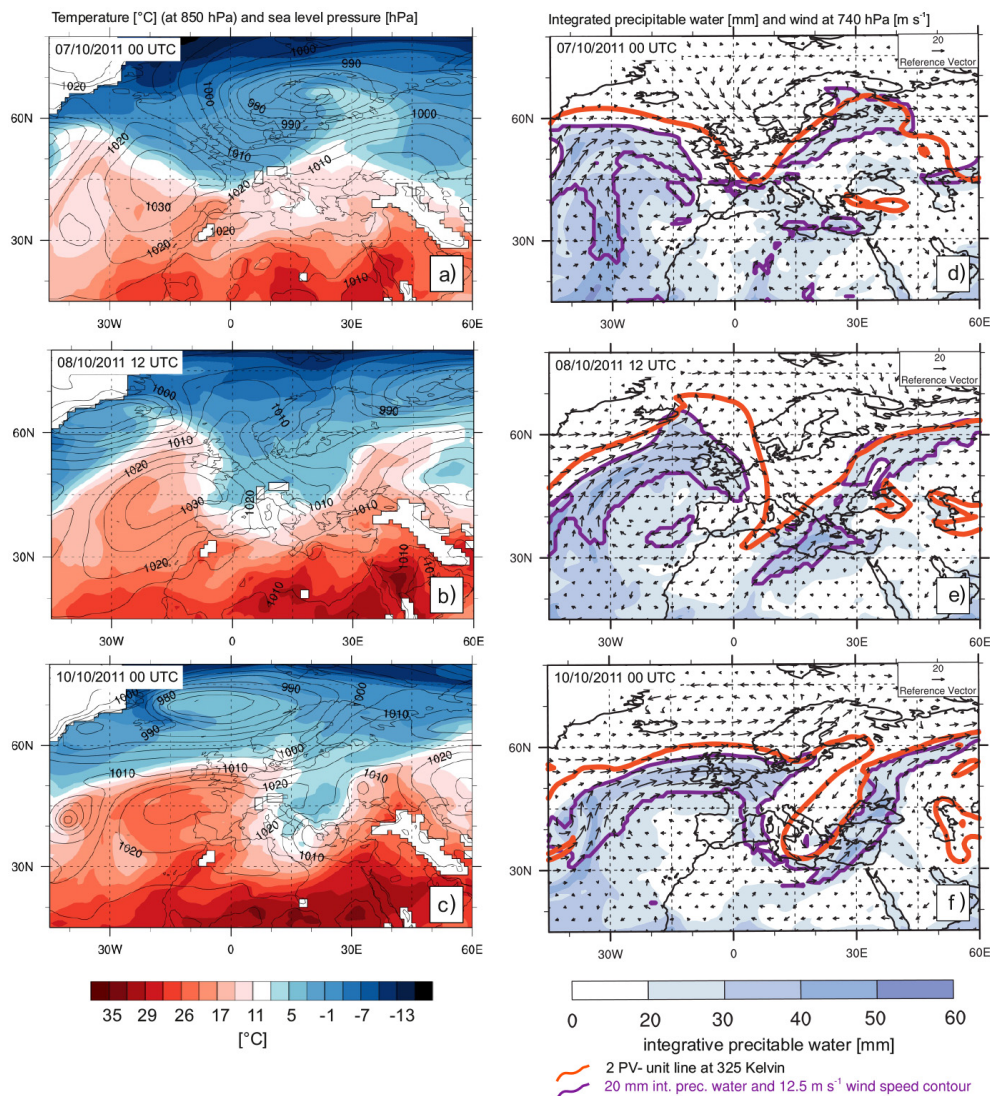 Temperature [°C] (at 850 hPa) and sea level pressure [hPa]
Integrated precipitable water [mm] and wind at 740 hPa [m s⁻¹]
07/10/2011 00 UTC
1000
990
1020
1000
980
990
1000
60N
1020
1010
1010
1020
1030
30N
1020
1010
a)
30W
0
30E
60E
07/10/2011 00 UTC
20
Reference Vector
60N
30N
d)
30W
0
30E
60E
08/10/2011 12 UTC
1000
1010
990
60N
1010
1020
1020
1010
1030
30N
1020
1010
1010
1010
b)
30W
0
30E
60E
08/10/2011 12 UTC
20
Reference Vector
60N
30N
e)
30W
0
30E
60E
10/10/2011 00 UTC
1000
980
990
1000
990
1010
60N
1000
1020
1010
1010
1010
1020
1020
30N
1020
1010
c)
30W
0
30E
60E
10/10/2011 00 UTC
20
Reference Vector
60N
30N
f)
30W
0
30E
60E
35 29 26 17 11 5 -1 -7 -13
[°C]
0 20 30 40 50 60
integrative precitable water [mm]
2 PV- unit line at 325 Kelvin
20 mm int. prec. water and 12.5 m s⁻¹ wind speed contour